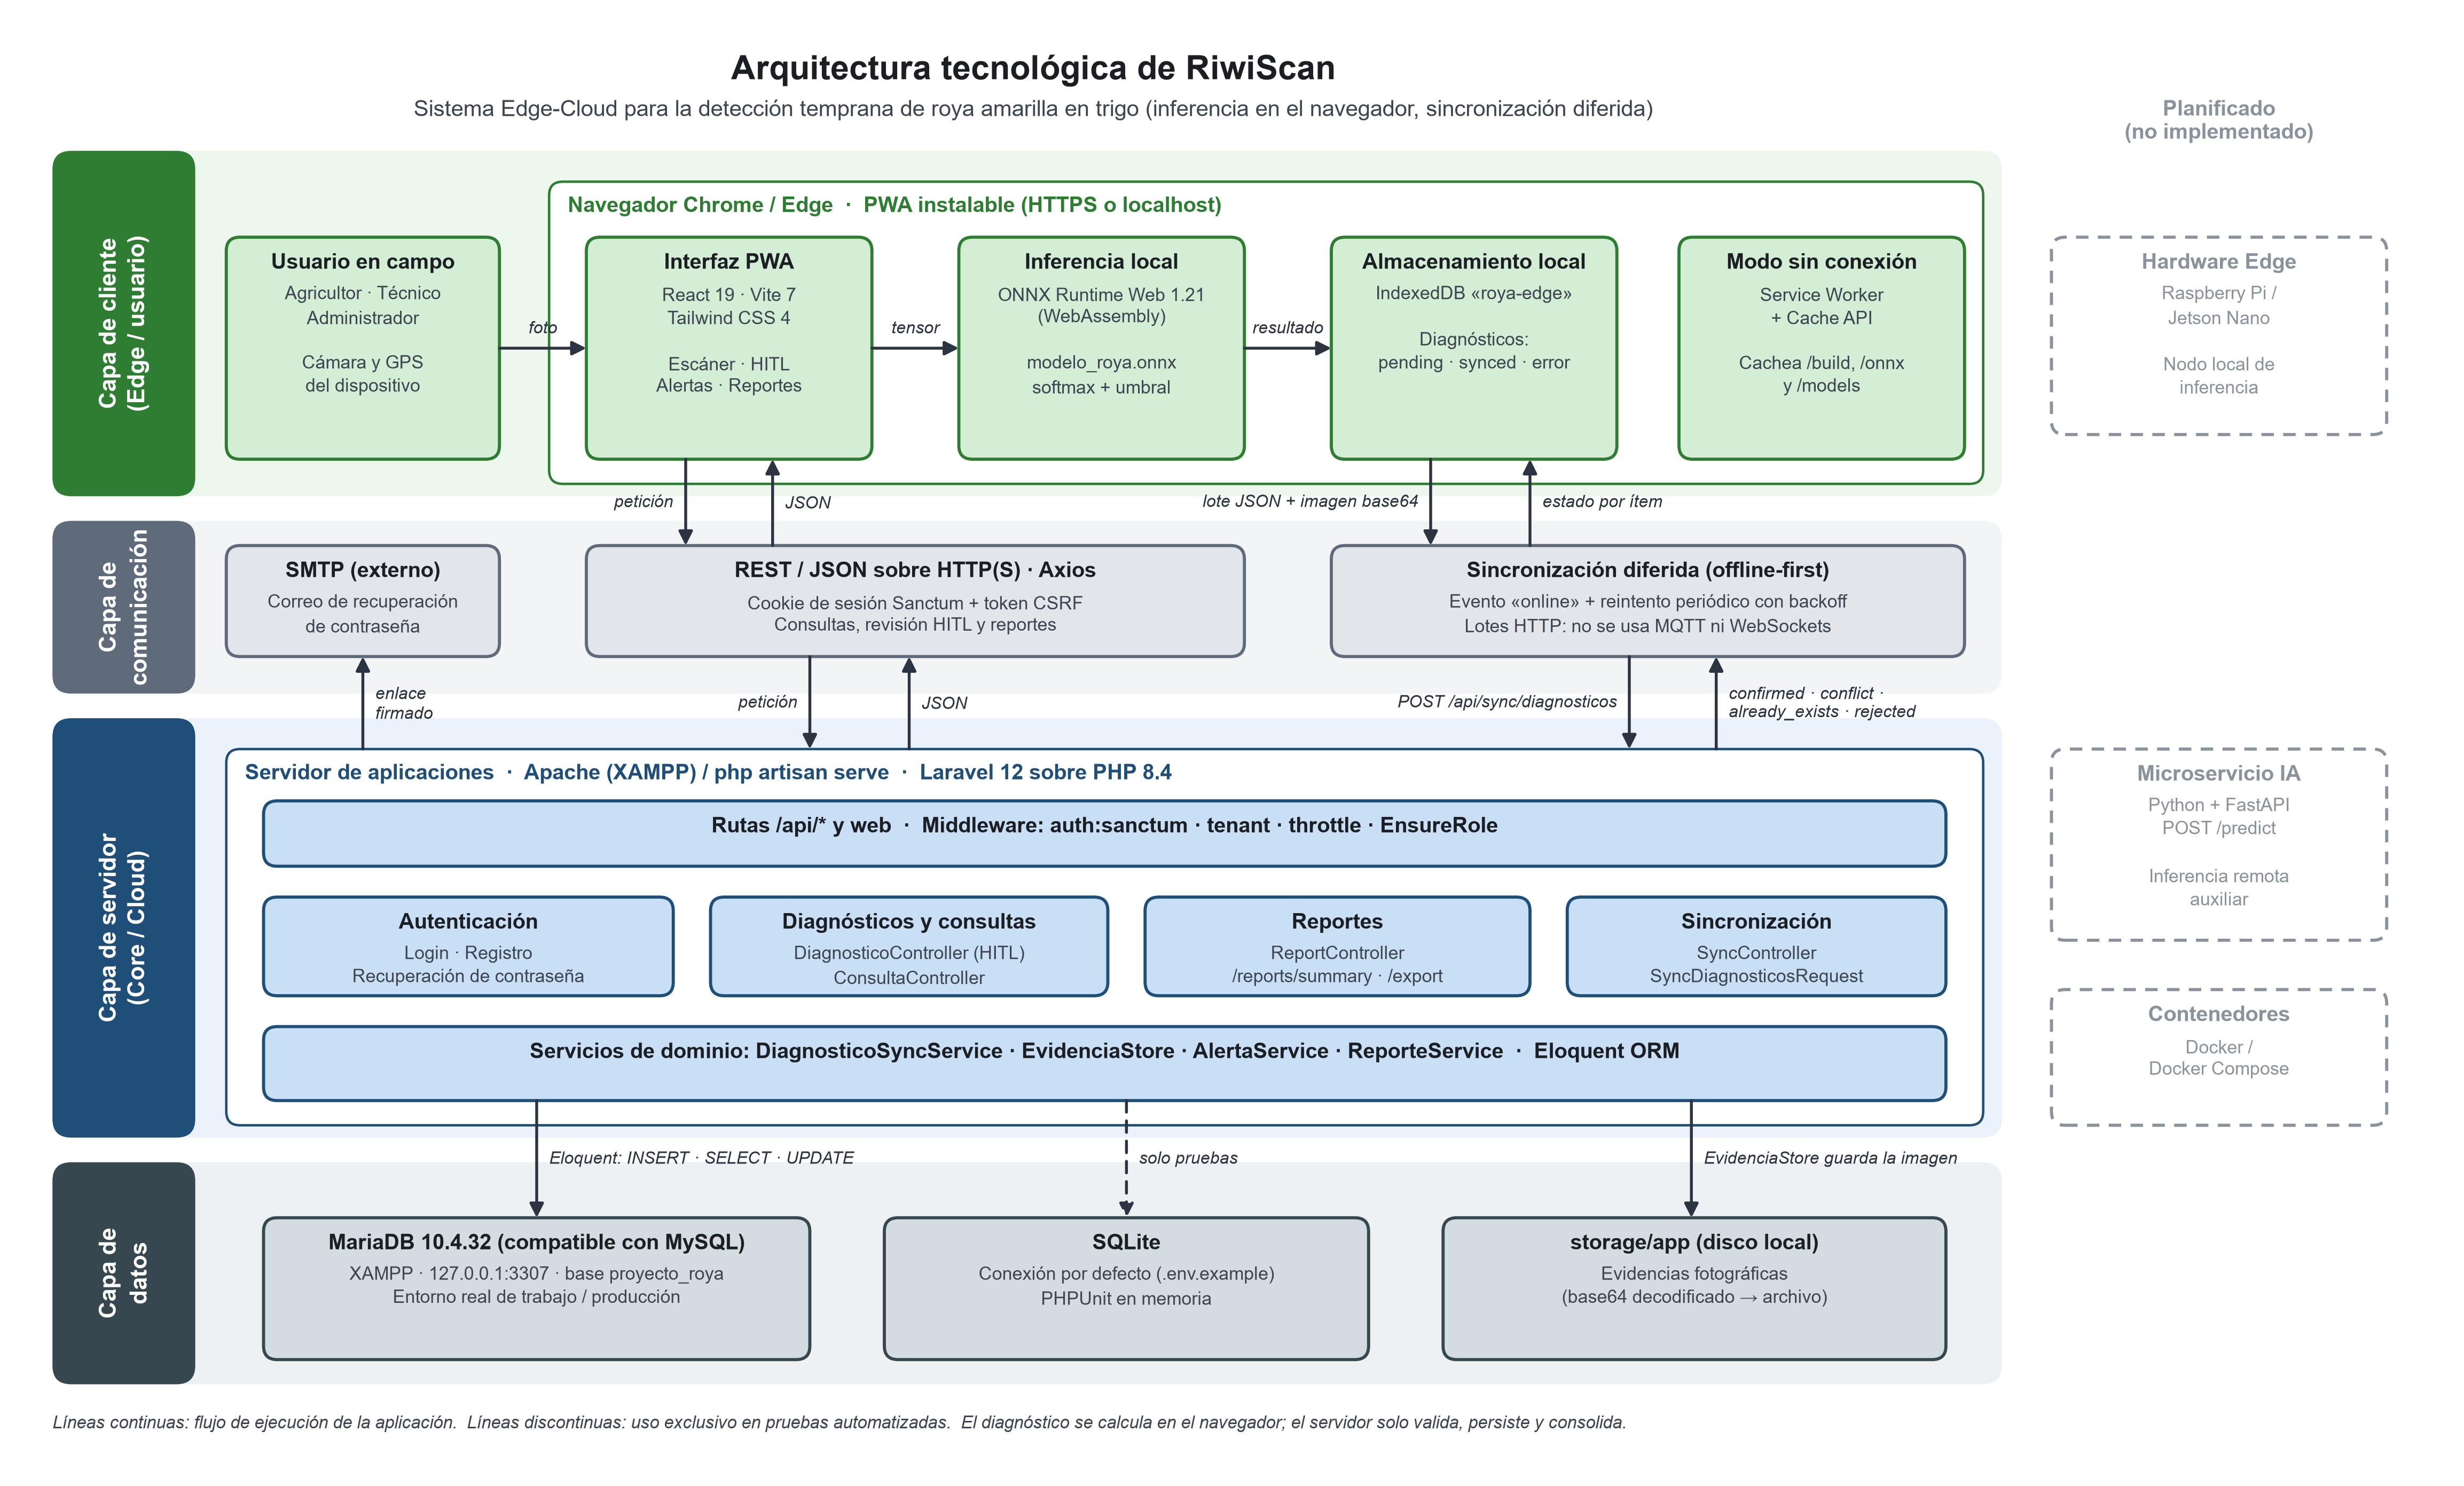 Arquitectura tecnológica de RiwiScan
Sistema Edge-Cloud para la detección temprana de roya amarilla en trigo (inferencia en el navegador, sincronización diferida)
Planificado
(no implementado)
Capa de cliente
(Edge / usuario)
Navegador Chrome / Edge · PWA instalable (HTTPS o localhost)
Usuario en campo
Agricultor · Técnico
Administrador
Cámara y GPS
del dispositivo
foto
Interfaz PWA
React 19 · Vite 7
Tailwind CSS 4
Escáner · HITL
Alertas · Reportes
tensor
Inferencia local
ONNX Runtime Web 1.21
(WebAssembly)
modelo_roya.onnx
softmax + umbral
resultado
Almacenamiento local
IndexedDB «roya-edge»
Diagnósticos:
pending · synced · error
Modo sin conexión
Service Worker
+ Cache API
Cachea /build, /onnx
y /models
Hardware Edge
Raspberry Pi /
Jetson Nano
Nodo local de
inferencia
petición
JSON
lote JSON + imagen base64
estado por ítem
Capa de
comunicación
SMTP (externo)
Correo de recuperación
de contraseña
REST / JSON sobre HTTP(S) · Axios
Cookie de sesión Sanctum + token CSRF
Consultas, revisión HITL y reportes
Sincronización diferida (offline-first)
Evento «online» + reintento periódico con backoff
Lotes HTTP: no se usa MQTT ni WebSockets
enlace
firmado
petición
JSON
POST /api/sync/diagnosticos
confirmed · conflict ·
already_exists · rejected
Capa de servidor
(Core / Cloud)
Servidor de aplicaciones · Apache (XAMPP) / php artisan serve · Laravel 12 sobre PHP 8.4
Rutas /api/* y web · Middleware: auth:sanctum · tenant · throttle · EnsureRole
Autenticación
Login · Registro
Recuperación de contraseña
Diagnósticos y consultas
DiagnosticoController (HITL)
ConsultaController
Reportes
ReportController
/reports/summary · /export
Sincronización
SyncController
SyncDiagnosticosRequest
Servicios de dominio: DiagnosticoSyncService · EvidenciaStore · AlertaService · ReporteService · Eloquent ORM
Microservicio IA
Python + FastAPI
POST /predict
Inferencia remota
auxiliar
Contenedores
Docker /
Docker Compose
Eloquent: INSERT · SELECT · UPDATE
solo pruebas
EvidenciaStore guarda la imagen
Capa de
datos
MariaDB 10.4.32 (compatible con MySQL)
XAMPP · 127.0.0.1:3307 · base proyecto_roya
Entorno real de trabajo / producción
SQLite
Conexión por defecto (.env.example)
PHPUnit en memoria
storage/app (disco local)
Evidencias fotográficas
(base64 decodificado → archivo)
Líneas continuas: flujo de ejecución de la aplicación. Líneas discontinuas: uso exclusivo en pruebas automatizadas. El diagnóstico se calcula en el navegador; el servidor solo valida, persiste y consolida.